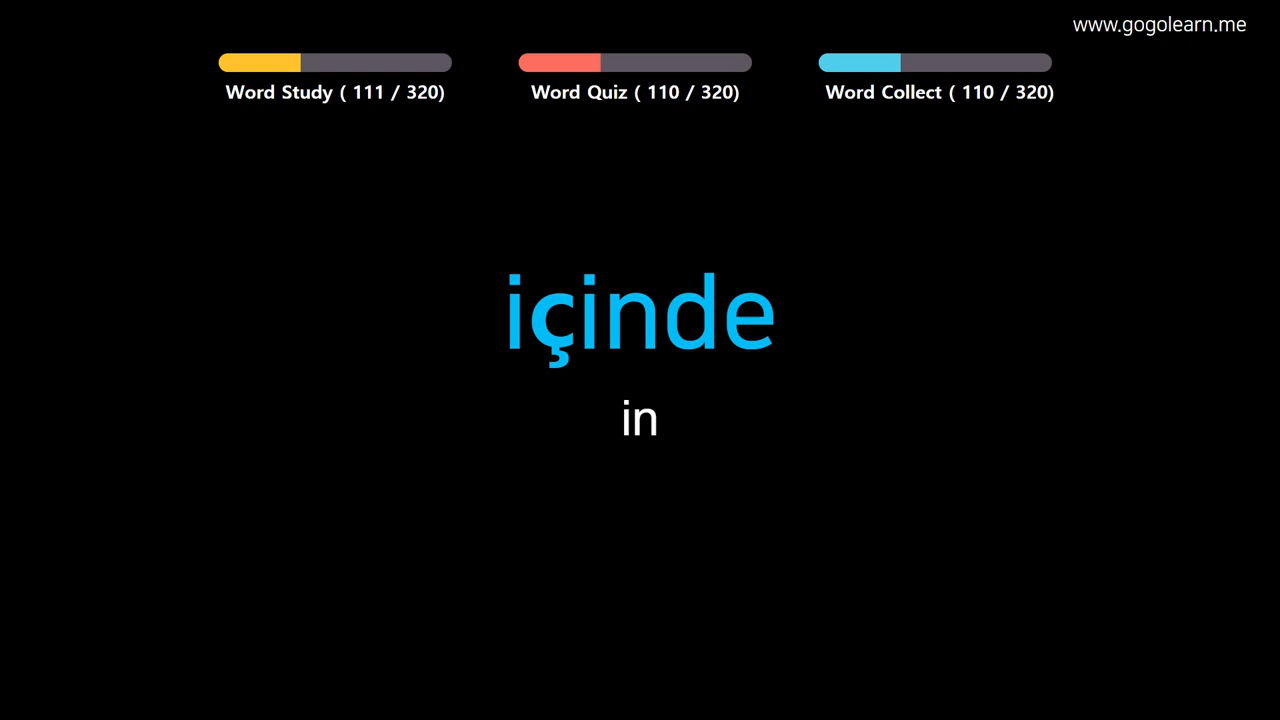 www.gogolearn.me
Word Study ( 111 / 320)
Word Quiz ( 110 / 320)
Word Collect ( 110 / 320)
içinde
in